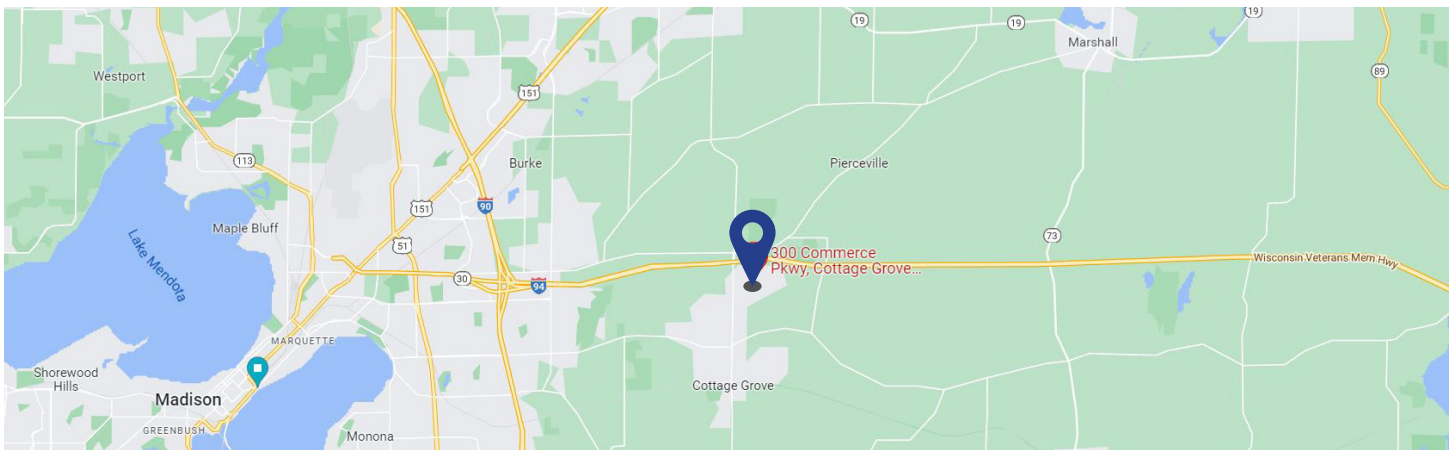 19
19
19
Marshall
Westport
89
151
113
Burke
Pierceville
151
90
Maple Bluff
51
73
Lake Mendota
300 Commerce
Pkwy, Cottage Grove...
Wisconsin Veterans Mem Hwy
30
94
MARQUETTE
Shorewood
Hills
Cottage Grove
Madison
GREENBUSH
Monona